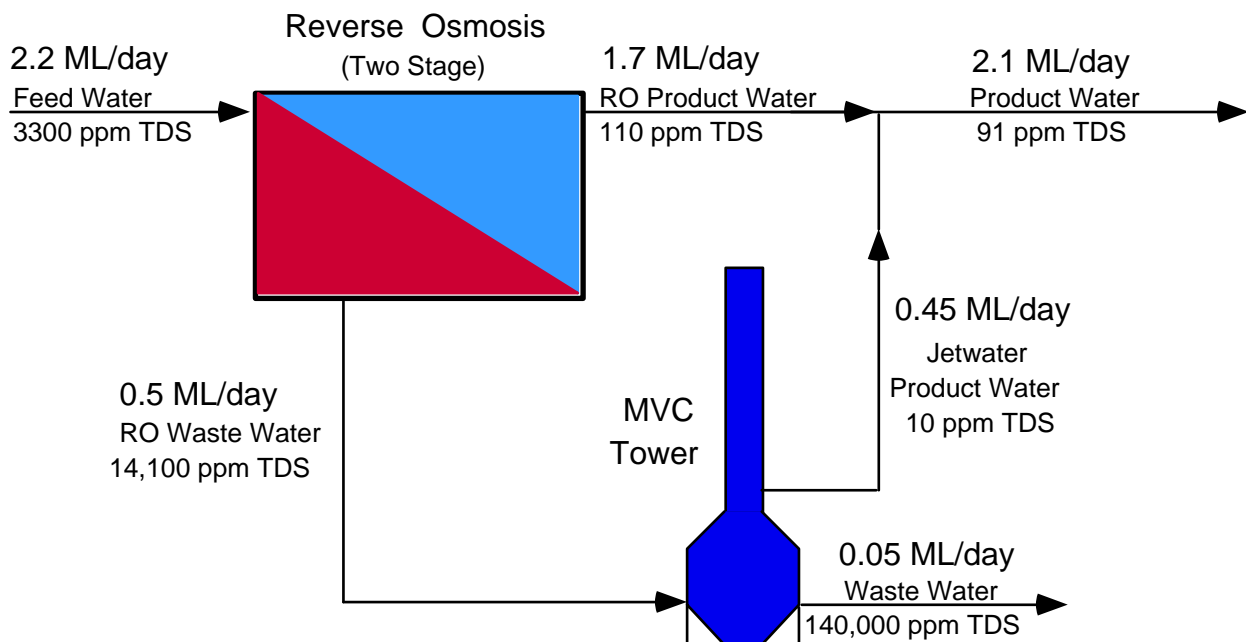 Reverse Osmosis
(Two Stage)
2.2 ML/day
Feed Water
3300 ppm TDS
1.7 ML/day
RO Product Water
110 ppm TDS
2.1 ML/day
Product Water
91 ppm TDS
0.45 ML/day
Jetwater
Product Water
10 ppm TDS
0.5 ML/day
RO Waste Water
14,100 ppm TDS
MVC
Tower
0.05 ML/day
Waste Water
140,000 ppm TDS